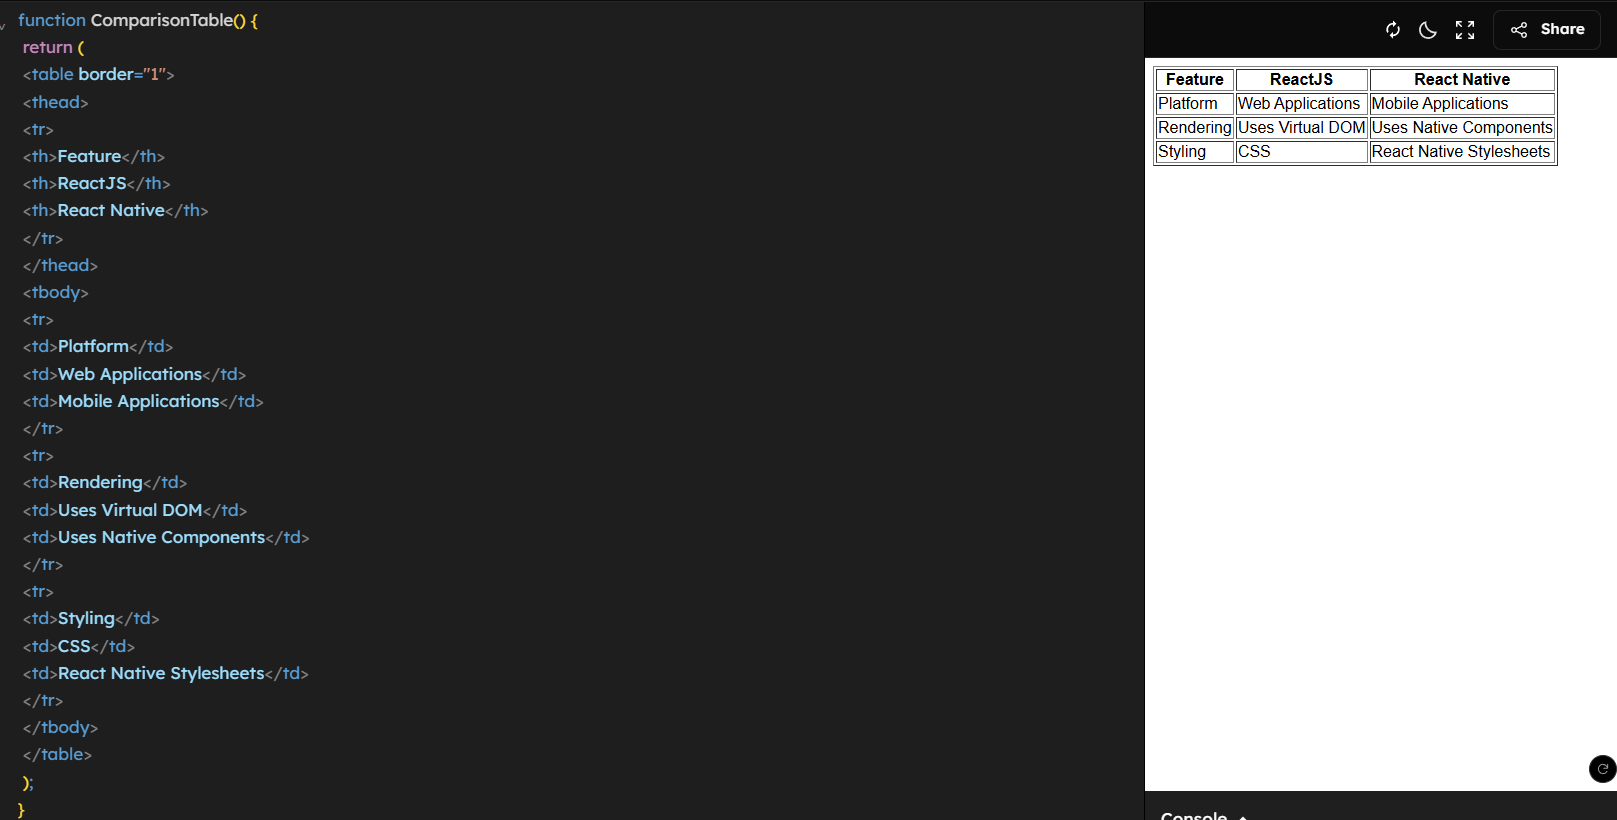 function ComparisonTable() {
return (
<table border="1">
<thead>
<tr>
<th>Feature</th>
<th>ReactJS</th>
<th>React Native</th>
</tr>
</thead>
<tbody>
<tr>
<td>Platform</td>
<td>Web Applications</td>
<td>Mobile Applications</td>
</tr>
<tr>
<td>Rendering</td>
<td>Uses Virtual DOM</td>
<td>Uses Native Components</td>
</tr>
<tr>
<td>Styling</td>
<td>CSS</td>
<td>React Native Stylesheets</td>
</tr>
</tbody>
</table>
);
}
Share
Feature ReactJS React Native
Platform Web Applications Mobile Applications
Rendering Uses Virtual DOM Uses Native Components
Styling CSS React Native Stylesheets
Console